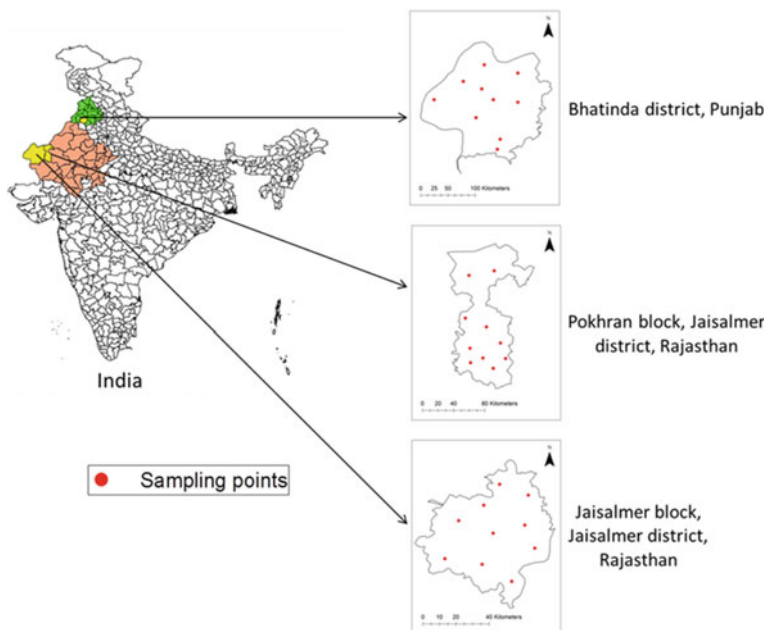 N
Bhatinda district, Punjab
0 25 50 100 Kilometers
N
Pokhran block, Jaisalmer
district, Rajasthan
0 20 40 80 Kilometers
India
Sampling points
N
Jaisalmer block,
Jaisalmer district,
Rajasthan
0 10 20 40 Kilometers